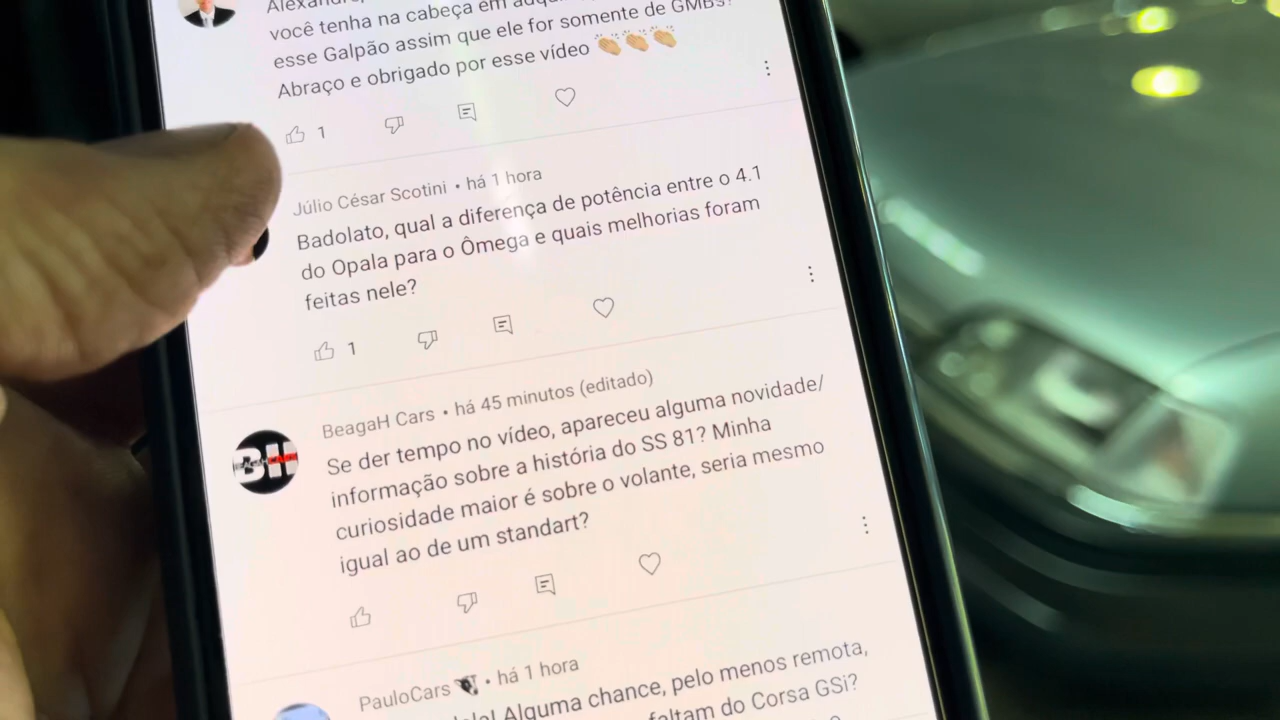 Alexandre,
você tenha na cabeça em
esse Galpão assim que ele for somente de GMBs?
Abraço e obrigado por esse vídeo 👏👏👏
1
Júlio César Scotini • há 1 hora
Badolato, qual a diferença de potência entre o 4.1
do Opala para o Ômega e quais melhorias foram
feitas nele?
1
BeagaH Cars • há 45 minutos (editado)
Se der tempo no vídeo, apareceu alguma novidade/
informação sobre a história do SS 81? Minha
curiosidade maior é sobre o volante, seria mesmo
igual ao de um standart?
BH
PauloCars • há 1 hora
Alguma chance, pelo menos remota,
faltam do Corsa GSi?